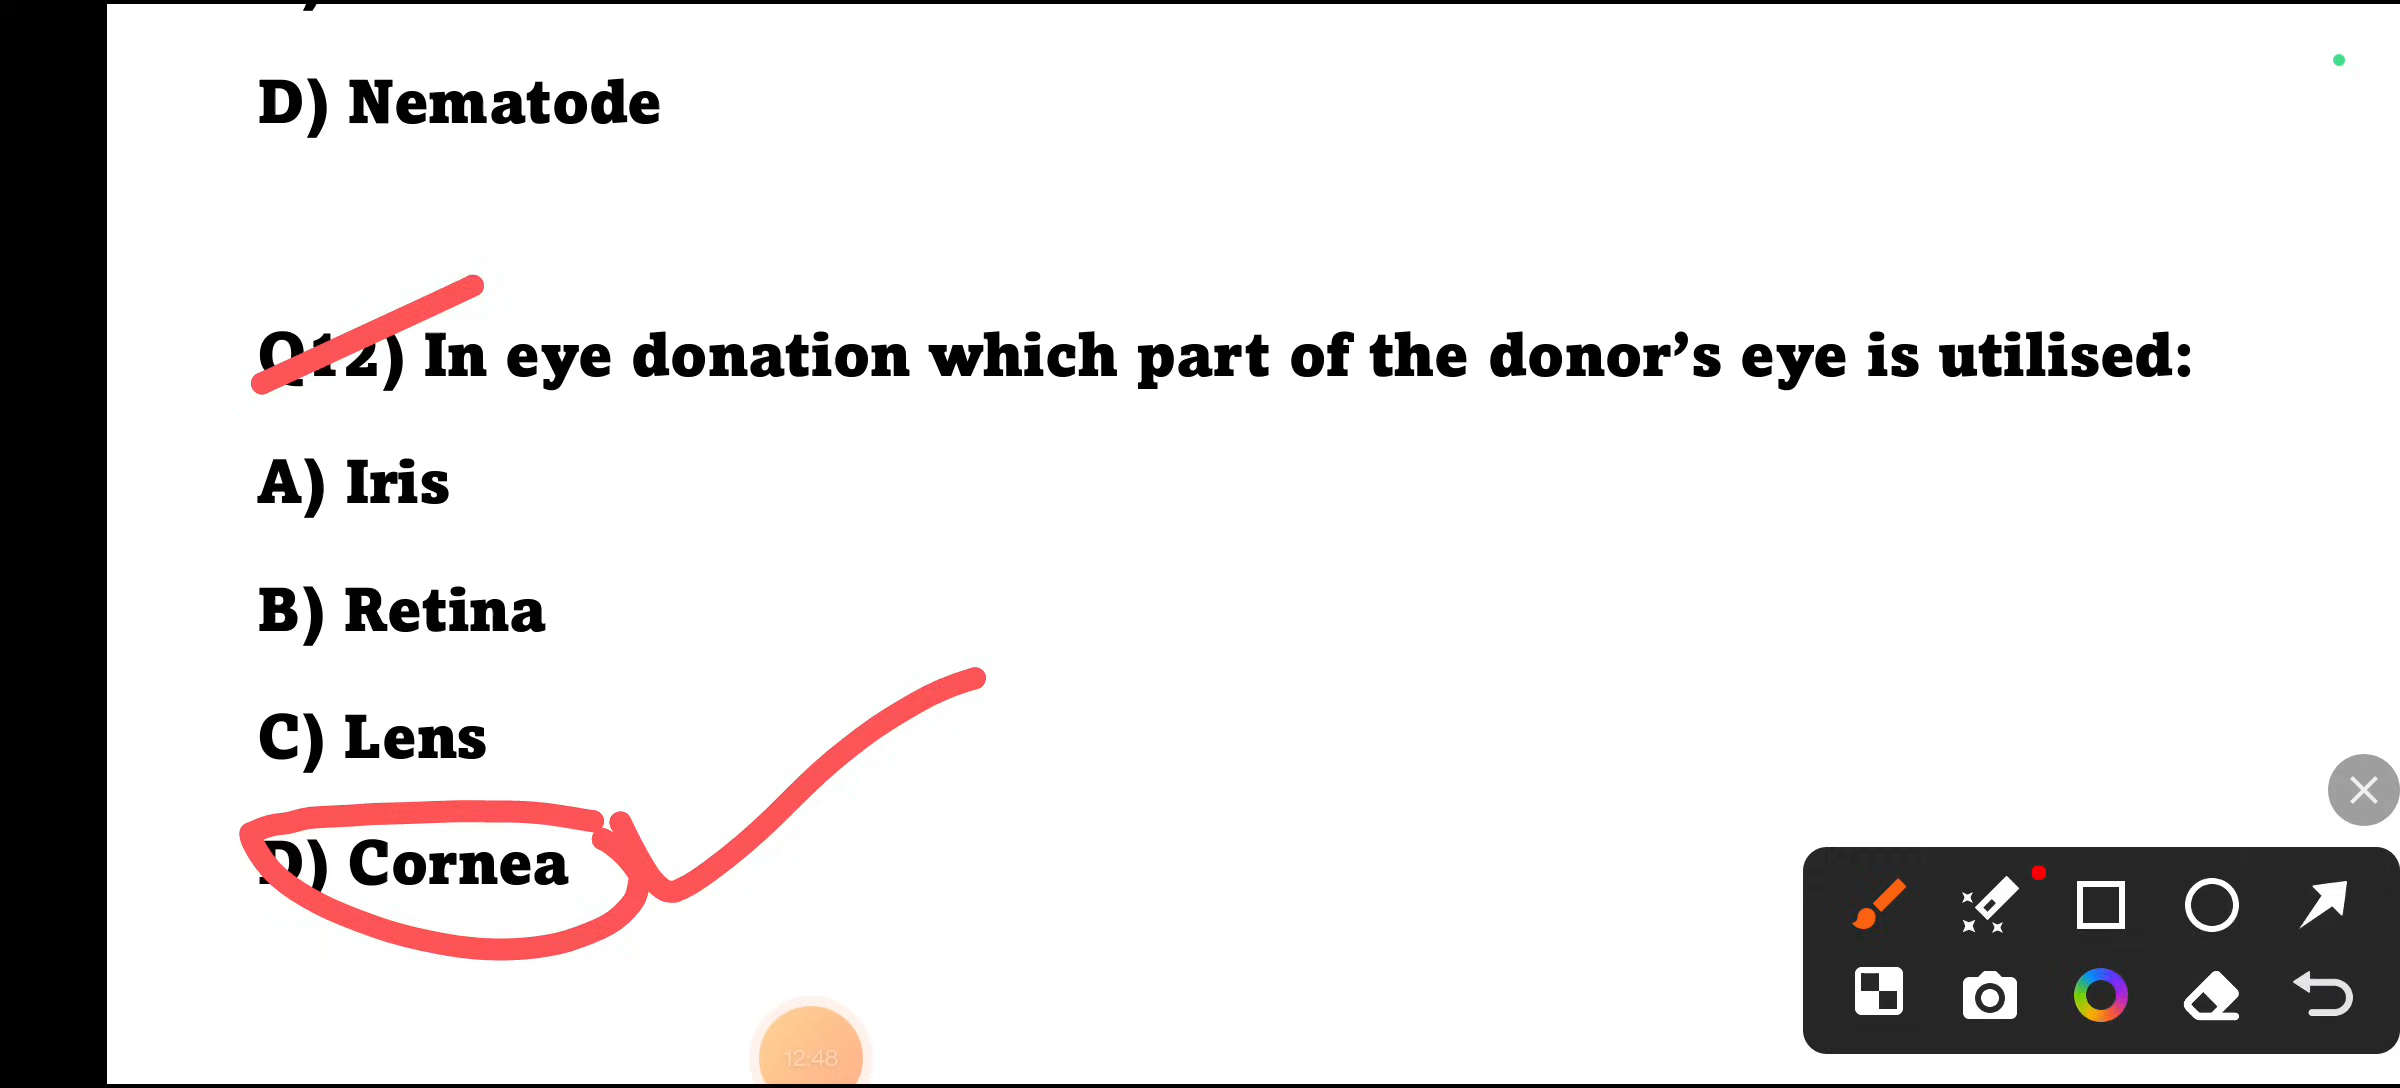 D) Nematode
Q12) In eye donation which part of the donor’s eye is utilised:
A) Iris
B) Retina
C) Lens
D) Cornea
12:48